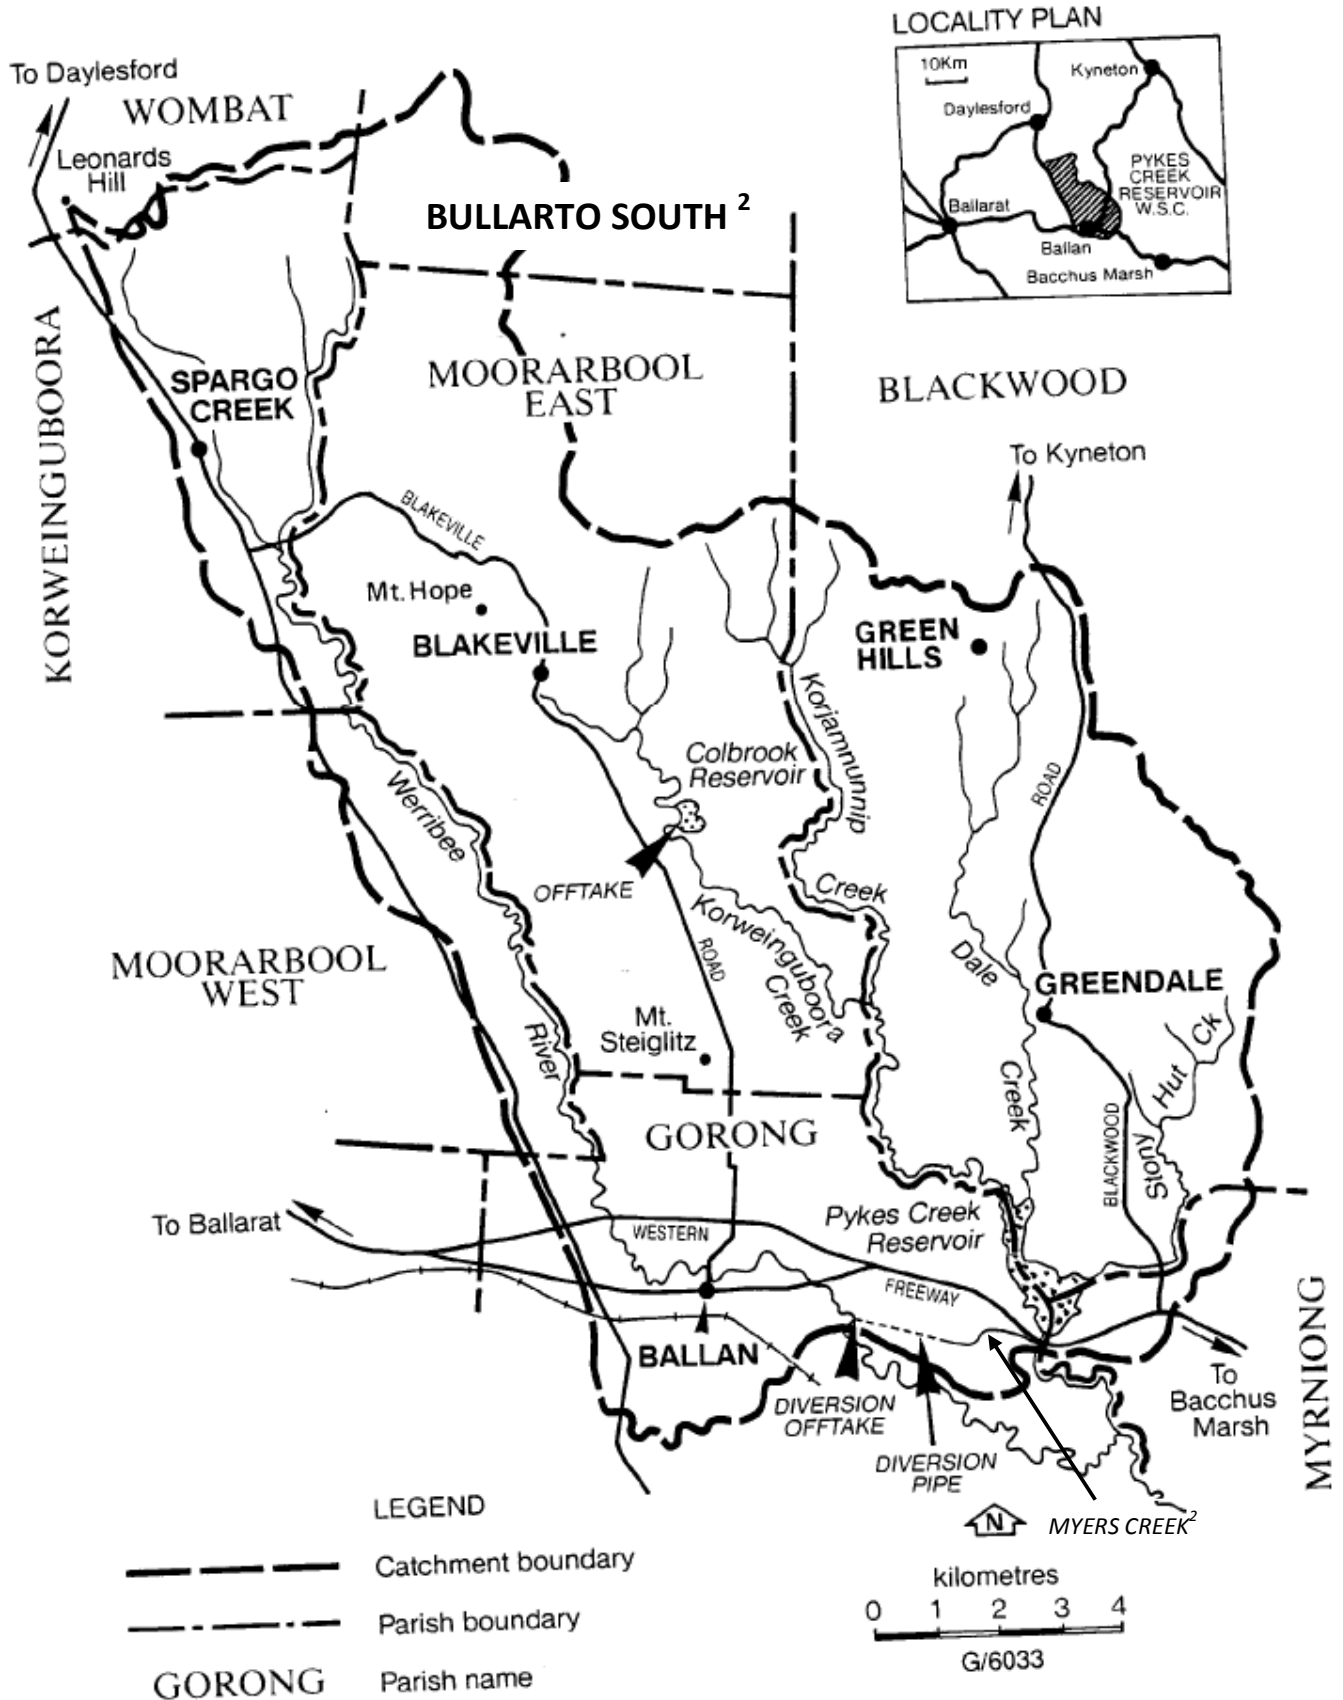 LOCALITY PLAN
10Km
Kyneton
Daylesford
PYKES
CREEK
RESERVOIR
W.S.C.
Ballarat
Ballan
Bacchus Marsh
To Daylesford
WOMBAT
Leonards
Hill
BULLARTO SOUTH 2
KORWEINGUBOORA
SPARGO
CREEK
MOORARBOOL
EAST
BLACKWOOD
To Kyneton
BLAKEVILLE
Mt. Hope
BLAKEVILLE
GREEN
HILLS
Korjamnunnip
Colbrook
Reservoir
ROAD
Werribee
OFFTAKE
Creek
Korweinguboora
Creek
ROAD
Dale
MOORARBOOL
WEST
GREENDALE
Mt.
Steiglitz
River
Ck
Hut
Creek
GORONG
BLACKWOOD
Stony
To Ballarat
WESTERN
Pykes Creek
Reservoir
FREEWAY
BALLAN
MYRNIONG
To
Bacchus
Marsh
DIVERSION
OFFTAKE
DIVERSION
PIPE
N
MYERS CREEK2
LEGEND
Catchment boundary
Parish boundary
GORONG Parish name
kilometres
0 1 2 3 4
G/6033